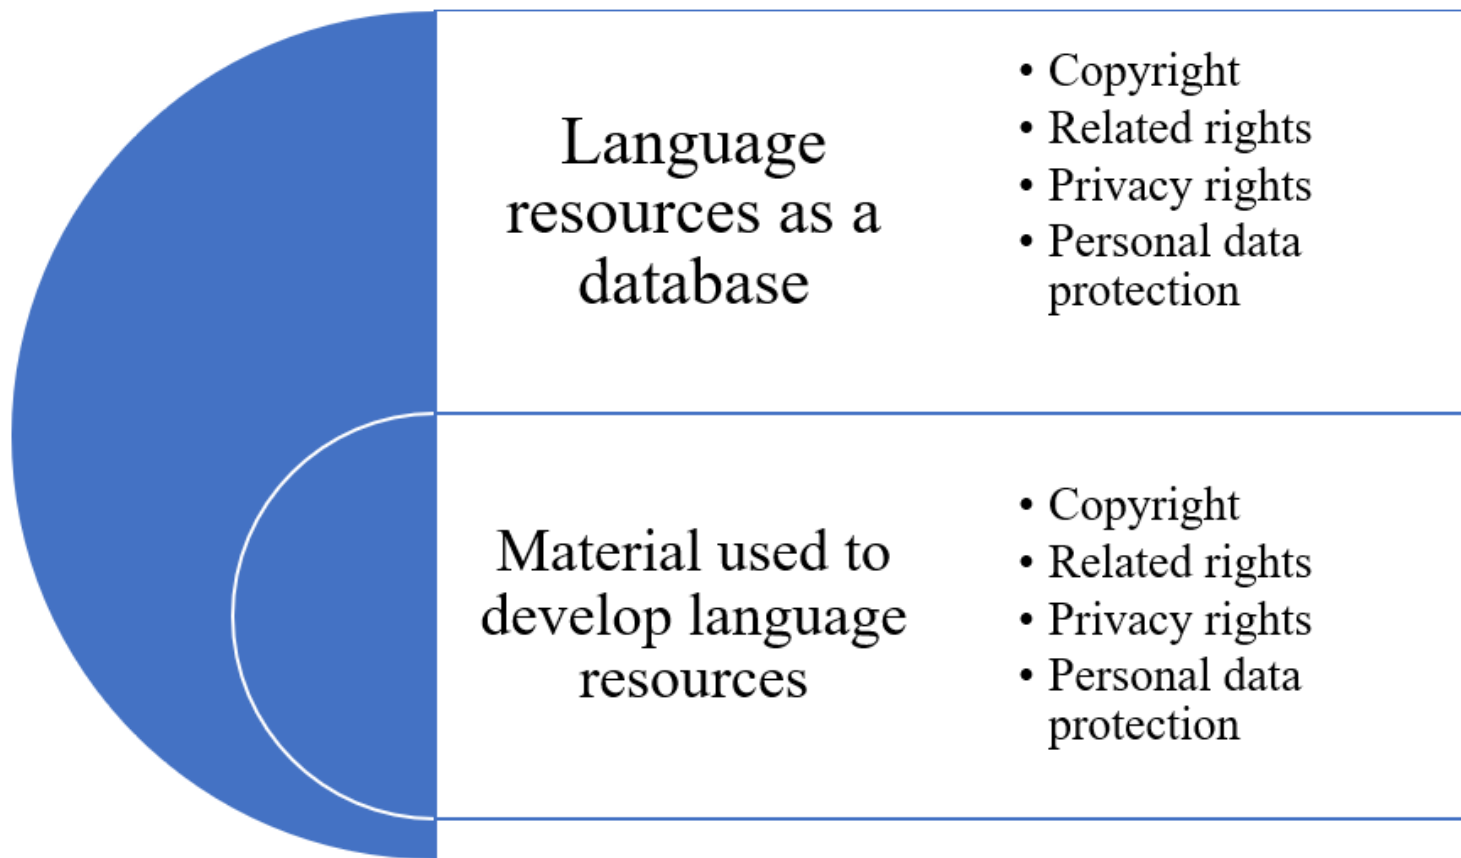 Language
resources as a
database
• Copyright
• Related rights
• Privacy rights
• Personal data
protection
Material used to
develop language
resources
• Copyright
• Related rights
• Privacy rights
• Personal data
protection